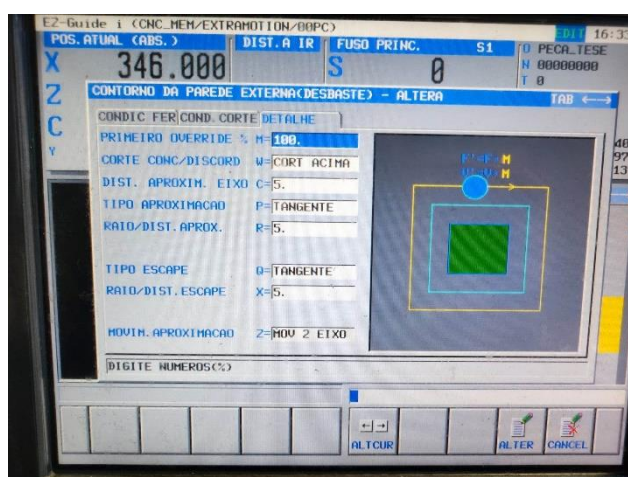 EZ-Guide i (CNC_MEM/EXTRAMOTION/00PC)
EDIT 16:33
POS. ATUAL (ABS.) DIST. A IR FUSO PRINC. S1
X 346.000 S 0
O PECA_TESE
N 00000000
T 0
Z
C
Y
CONTORNO DA PAREDE EXTERNA(DESBASTE) - ALTERA TAB
CONDIC FER COND. CORTE DETALHE
PRIMEIRO OVERRIDE % M= 100.
CORTE CONC/DISCORD W= CORT ACIMA
DIST. APROXIM. EIXO C= 5.
TIPO APROXIMACAO P= TANGENTE
RAIO/DIST. APROX. R= 5.
TIPO ESCAPE Q= TANGENTE
RAIO/DIST. ESCAPE X= 5.
MOVIM. APROXIMACAO Z= MOV 2 EIXO
DIGITE NUMEROS(%)
ALTCUR ALTER CANCEL